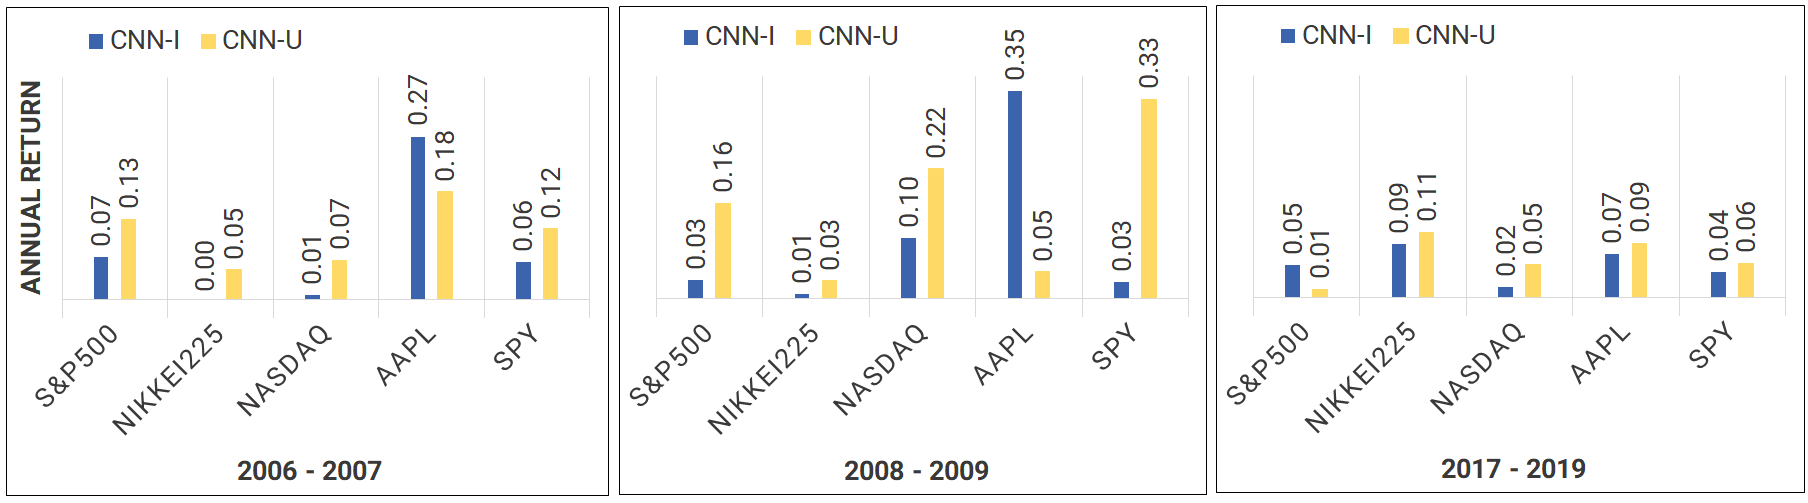 CNN-I CNN-U
ANNUAL RETURN
0.07 0.13 0.00 0.05 0.01 0.07 0.27 0.18 0.06 0.12
S&P500 NIKKEI225 NASDAQ AAPL SPY
2006 - 2007
CNN-I CNN-U
0.03 0.16 0.01 0.03 0.10 0.22 0.35 0.05 0.03 0.33
S&P500 NIKKEI225 NASDAQ AAPL SPY
2008 - 2009
CNN-I CNN-U
0.05 0.01 0.09 0.11 0.02 0.05 0.07 0.09 0.04 0.06
S&P500 NIKKEI225 NASDAQ AAPL SPY
2017 - 2019